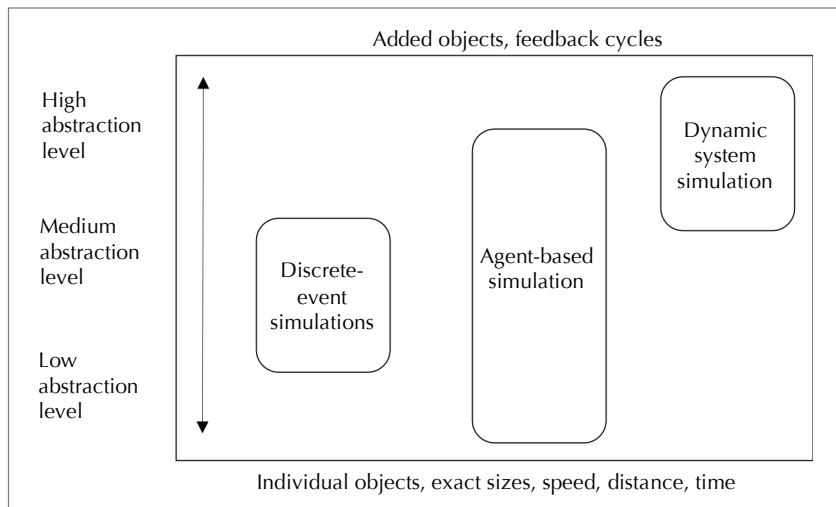 Added objects, feedback cycles
High
abstraction
level
Medium
abstraction
level
Low
abstraction
level
Discrete-
event
simulations
Agent-based
simulation
Dynamic
system
simulation
Individual objects, exact sizes, speed, distance, time